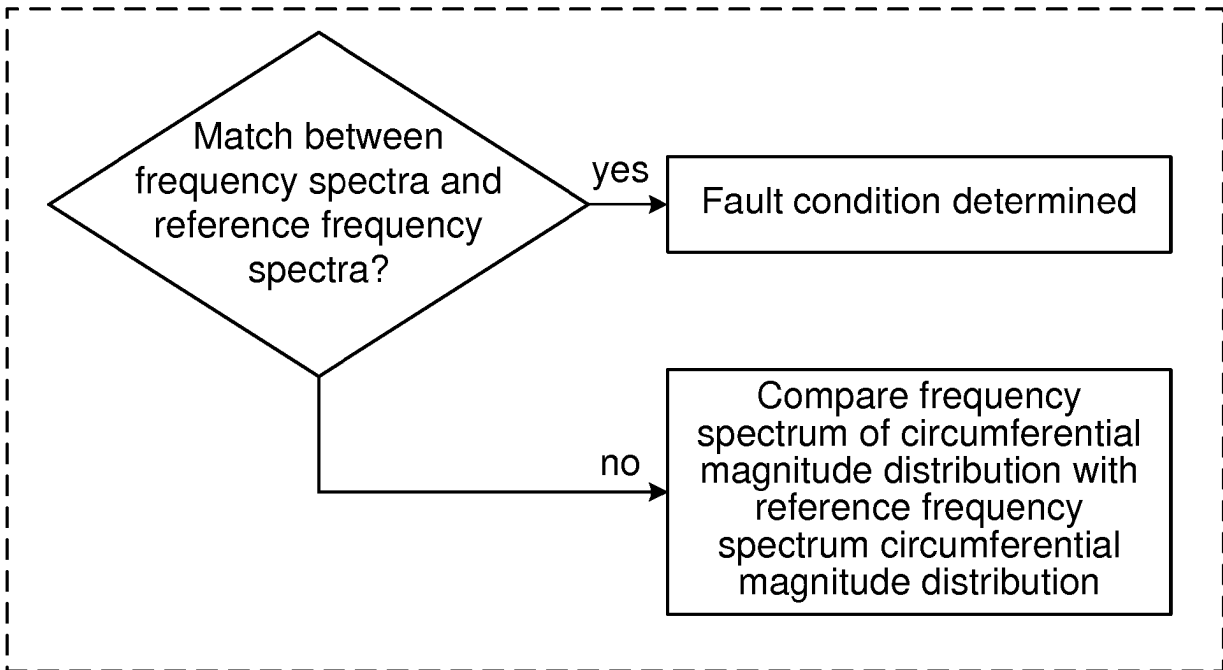 Match between
frequency spectra and
reference frequency
spectra?
yes
Fault condition determined
no
Compare frequency
spectrum of circumferential
magnitude distribution with
reference frequency
spectrum circumferential
magnitude distribution